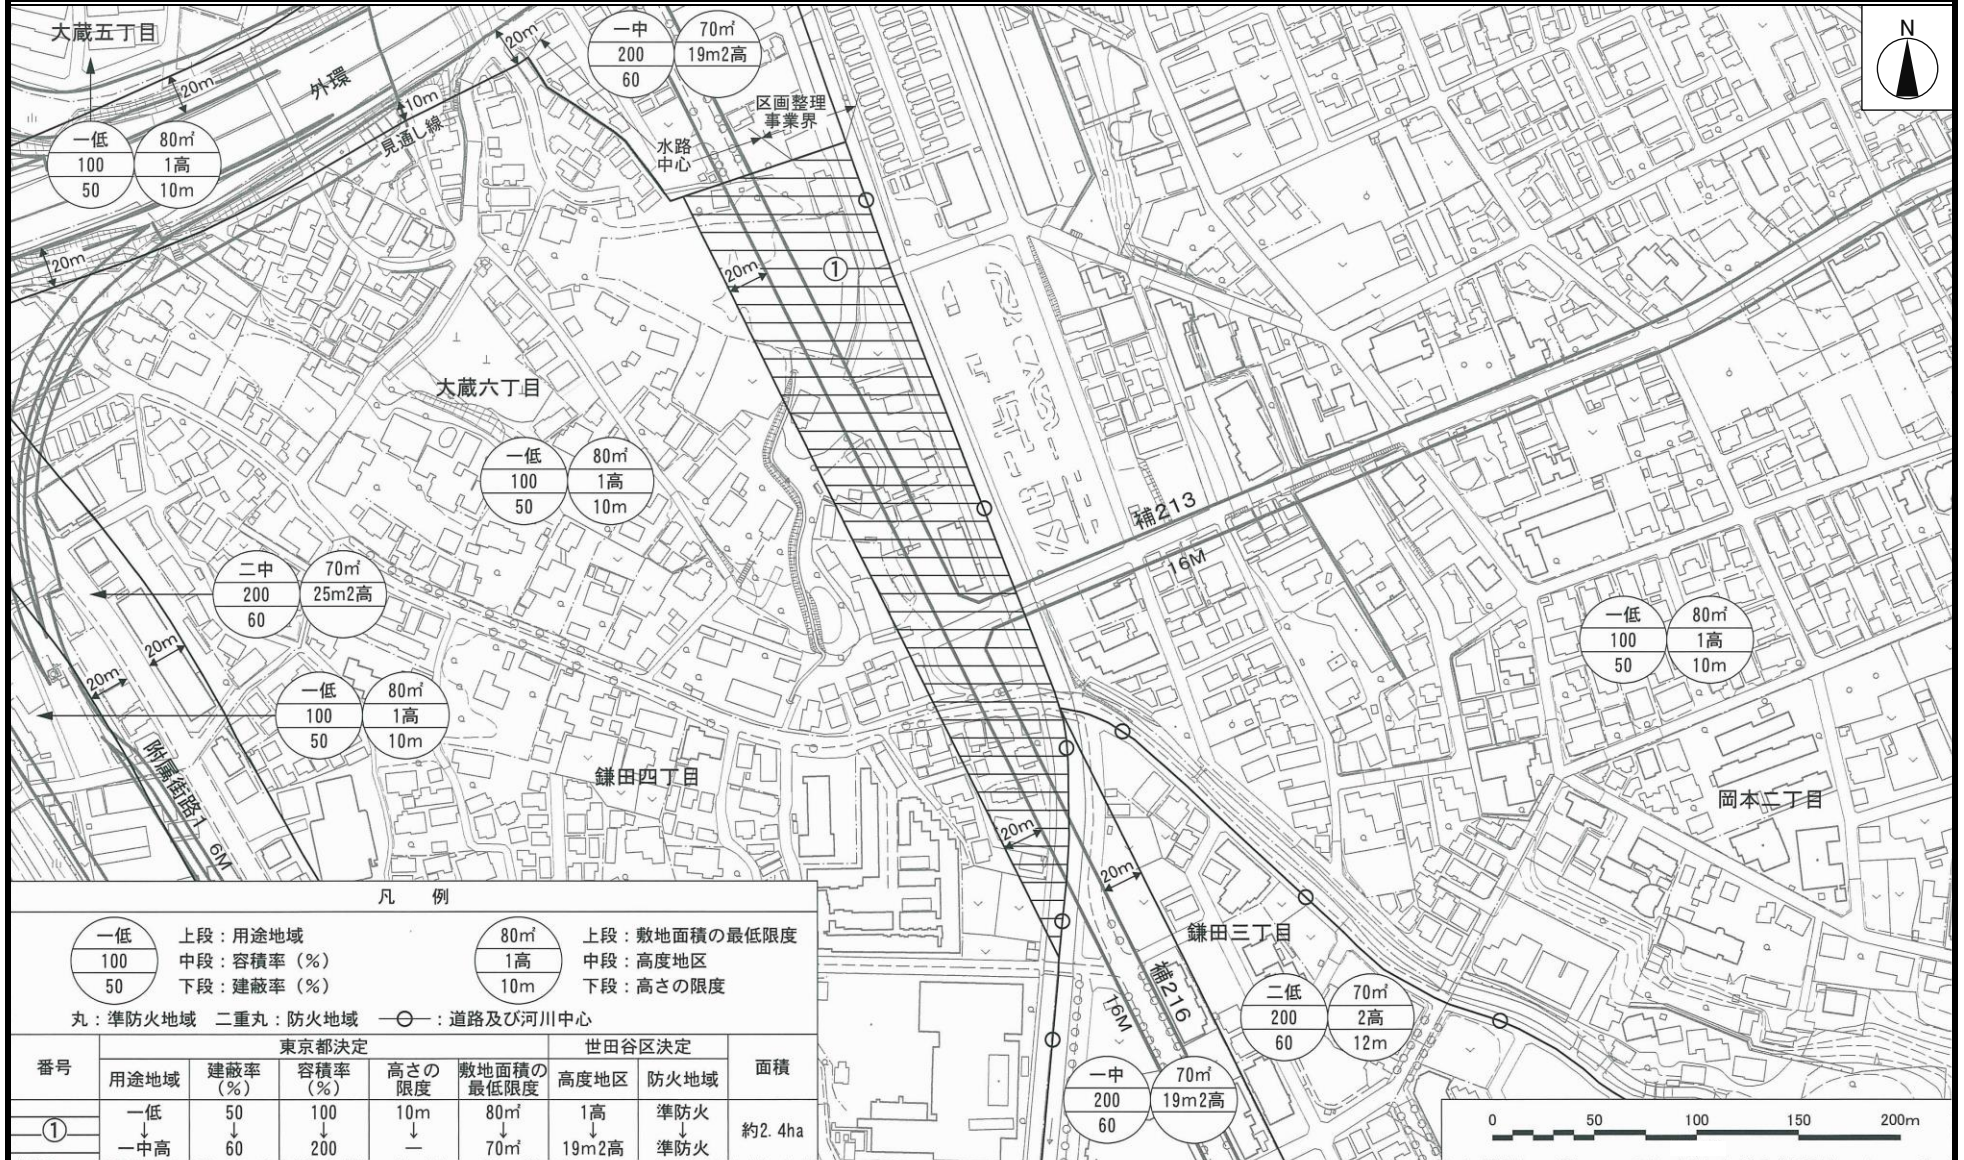 大蔵五丁目
20m
外環
10m
見通し線
20m
一中
200
60
70㎡
19m2高
区画整理
事業界
水路
中心
N
一低
100
50
80㎡
1高
10m
20m
20m
①
大蔵六丁目
一低
100
50
80㎡
1高
10m
補213
16M
二中
200
60
70㎡
25m2高
20m
20m
一低
100
50
80㎡
1高
10m
一低
100
50
80㎡
1高
10m
附属街路1
6M
鎌田四丁目
岡本二丁目
20m
20m
鎌田三丁目
補216
16M
二低
200
60
70㎡
2高
12m
一中
200
60
70㎡
19m2高
凡 例
一低
100
50
上段：用途地域
中段：容積率（%）
下段：建蔽率（%）
80㎡
1高
10m
上段：敷地面積の最低限度
中段：高度地区
下段：高さの限度
丸：準防火地域 二重丸：防火地域 ：道路及び河川中心
番号 東京都決定 世田谷区決定 面積
用途地域 建蔽率（%） 容積率（%） 高さの限度 敷地面積の最低限度 高度地区 防火地域
① 一低 50 100 10m 80㎡ 1高 準防火 約2.4ha
↓ ↓ ↓ ↓ ↓ ↓ ↓
一中高 60 200 — 70㎡ 19m2高 準防火
0 50 100 150 200m